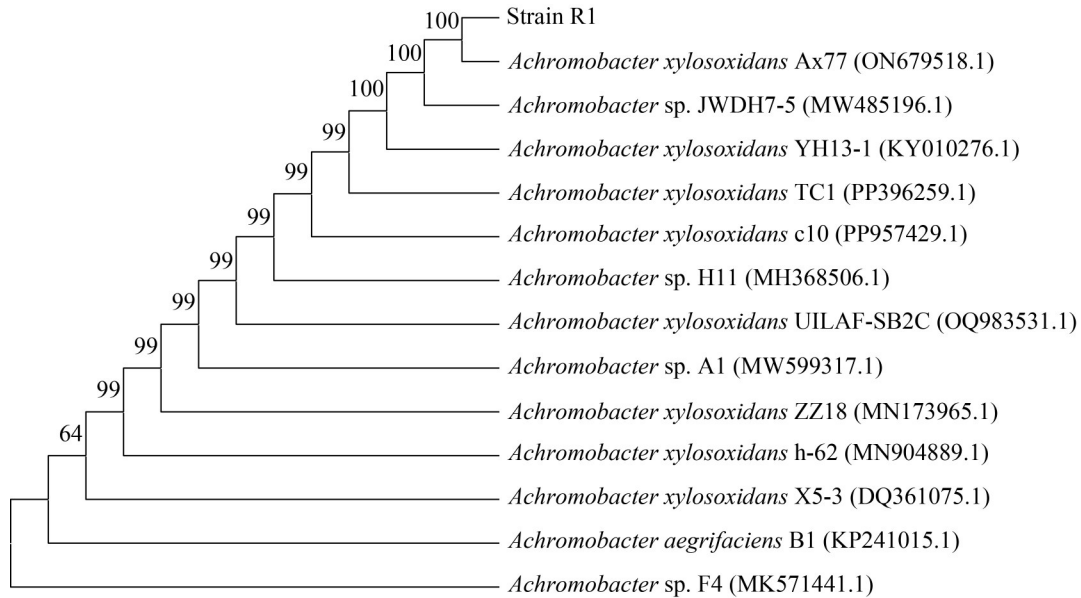 100
Strain R1
100
Achromobacter xylosoxidans Ax77 (ON679518.1)
100
Achromobacter sp. JWDH7-5 (MW485196.1)
99
Achromobacter xylosoxidans YH13-1 (KY010276.1)
99
Achromobacter xylosoxidans TC1 (PP396259.1)
99
Achromobacter xylosoxidans c10 (PP957429.1)
99
Achromobacter sp. H11 (MH368506.1)
99
Achromobacter xylosoxidans UILAF-SB2C (OQ983531.1)
99
Achromobacter sp. A1 (MW599317.1)
99
Achromobacter xylosoxidans ZZ18 (MN173965.1)
64
Achromobacter xylosoxidans h-62 (MN904889.1)
Achromobacter xylosoxidans X5-3 (DQ361075.1)
Achromobacter aegrifaciens B1 (KP241015.1)
Achromobacter sp. F4 (MK571441.1)